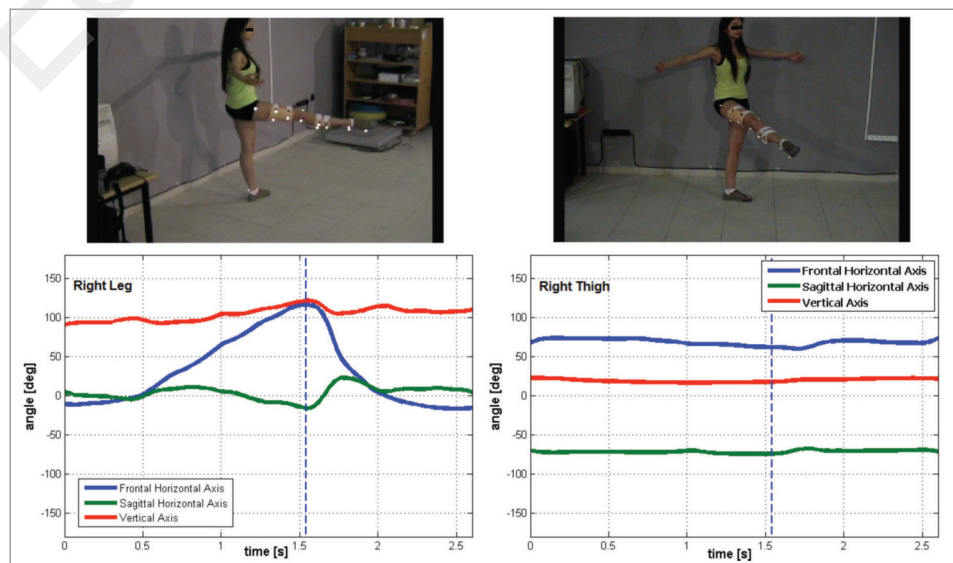 Right Leg
angle [deg]
150
100
50
0
-50
-100
-150
Frontal Horizontal Axis
Sagittal Horizontal Axis
Vertical Axis
0 0.5 1 1.5 2 2.5
time [s]
Right Thigh
Frontal Horizontal Axis
Sagittal Horizontal Axis
Vertical Axis
angle [deg]
150
100
50
0
-50
-100
-150
0 0.5 1 1.5 2 2.5
time [s]